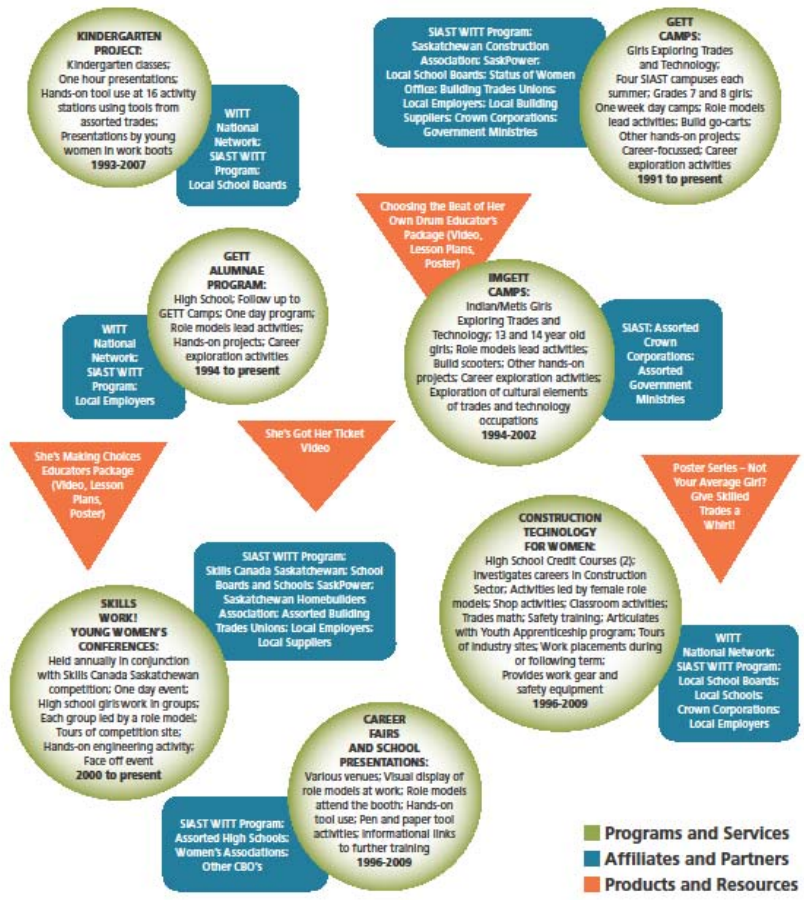 KINDERGARTEN
PROJECT:
Kindergarten classes;
One hour presentations;
Hands-on tool use at 16 activity
stations using tools from
assorted trades;
Presentations by young
women in work boots
1993-2007
WITT
National
Network;
SIAST WITT
Program;
Local School Boards
SIAST WITT Program;
Saskatchewan Construction
Association; SaskPower;
Local School Boards; Status of Women
Office; Building Trades Unions;
Local Employers; Local Building
Suppliers; Crown Corporations;
Government Ministries
GETT
CAMPS:
Girls Exploring Trades
and Technology;
Four SIAST campuses each
summer; Grades 7 and 8 girls;
One week day camps; Role models
lead activities; Build go-carts;
Other hands-on projects;
Career-focussed; Career
exploration activities
1991 to present
Choosing the Beat of Her
Own Drum Educator's
Package (Video,
Lesson Plans,
Poster)
GETT
ALUMNAE
PROGRAM:
High School; Follow up to
GETT Camps; One day program;
Role models lead activities;
Hands-on projects; Career
exploration activities
1994 to present
WITT
National
Network;
SIAST WITT
Program;
Local Employers
IMGETT
CAMPS:
Indian/Metis Girls
Exploring Trades and
Technology; 13 and 14 year old
girls; Role models lead activities;
Build scooters; Other hands-on
projects; Career exploration activities;
Exploration of cultural elements
of trades and technology
occupations
1994-2002
SIAST; Assorted
Crown
Corporations;
Assorted
Government
Ministries
She's Making Choices
Educators Package
(Video, Lesson
Plans,
Poster)
She's Got Her Ticket
Video
Poster Series – Not
Your Average Girl?
Give Skilled
Trades a
Whirl!
CONSTRUCTION
TECHNOLOGY
FOR WOMEN:
High School Credit Courses (2);
Investigates careers in Construction
Sector; Activities led by female role
models; Shop activities; Classroom activities;
Trades math; Safety training; Articulates
with Youth Apprenticeship program; Tours
of industry sites; Work placements during
or following term;
Provides work gear and
safety equipment
1996-2009
SIAST WITT Program;
Skills Canada Saskatchewan; School
Boards and Schools; SaskPower;
Saskatchewan Homebuilders
Association; Assorted Building
Trades Unions; Local Employers;
Local Suppliers
SKILLS
WORK!
YOUNG WOMEN'S
CONFERENCES:
Held annually in conjunction
with Skills Canada Saskatchewan
competition; One day event;
High school girls work in groups;
Each group led by a role model;
Tours of competition site;
Hands-on engineering activity;
Face off event
2000 to present
WITT
National Network;
SIAST WITT Program;
Local School Boards;
Local Schools;
Crown Corporations;
Local Employers
CAREER
FAIRS
AND SCHOOL
PRESENTATIONS:
Various venues; Visual display of
role models at work; Role models
attend the booth; Hands-on
tool use; Pen and paper tool
activities; Informational links
to further training
1996-2009
SIAST WITT Program;
Assorted High Schools;
Women's Associations;
Other CBO's
Programs and Services
Affiliates and Partners
Products and Resources